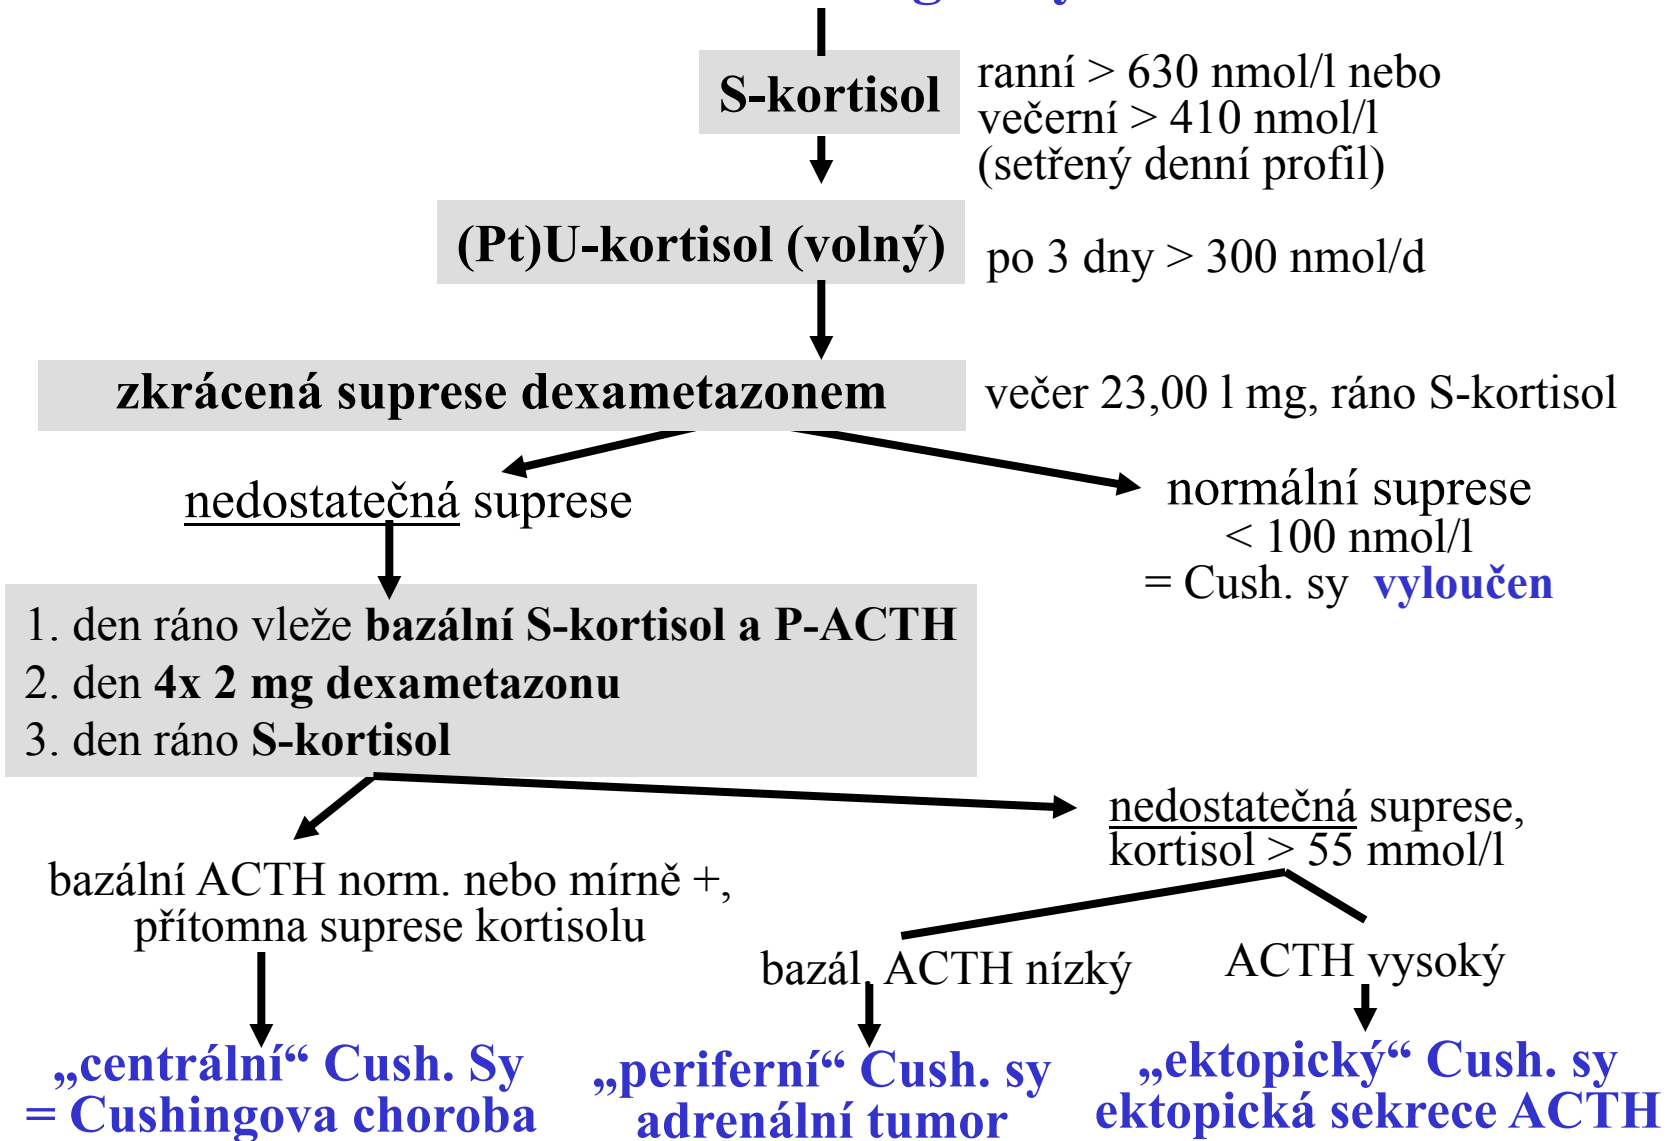 S-kortisol
ranní > 630 nmol/l nebo
večerní > 410 nmol/l
(setřený denní profil)
(Pt)U-kortisol (volný)
po 3 dny > 300 nmol/d
zkrácená suprese dexametazonem
večer 23,00 l mg, ráno S-kortisol
nedostatečná suprese
normální suprese
< 100 nmol/l
= Cush. sy vyloučen
1. den ráno vleže bazální S-kortisol a P-ACTH
2. den 4x 2 mg dexametazonu
3. den ráno S-kortisol
nedostatečná suprese,
kortisol > 55 mmol/l
bazální ACTH norm. nebo mírně +,
přítomna suprese kortisolu
bazál. ACTH nízký
ACTH vysoký
„centrální“ Cush. Sy
= Cushingova choroba
„periferní“ Cush. sy
adrenální tumor
„ektopický“ Cush. sy
ektopická sekrece ACTH